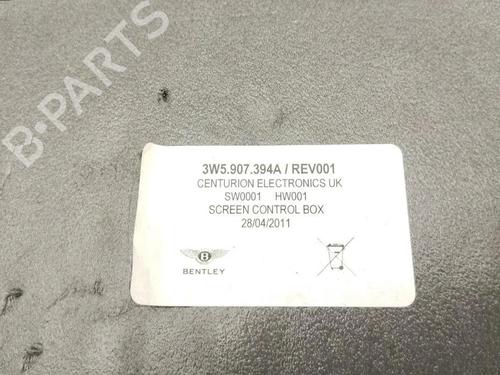 B-PARTS
3W5.907.394A / REV001
CENTURION ELECTRONICS UK
SW0001 HW001
SCREEN CONTROL BOX
28/04/2011
B
BENTLEY